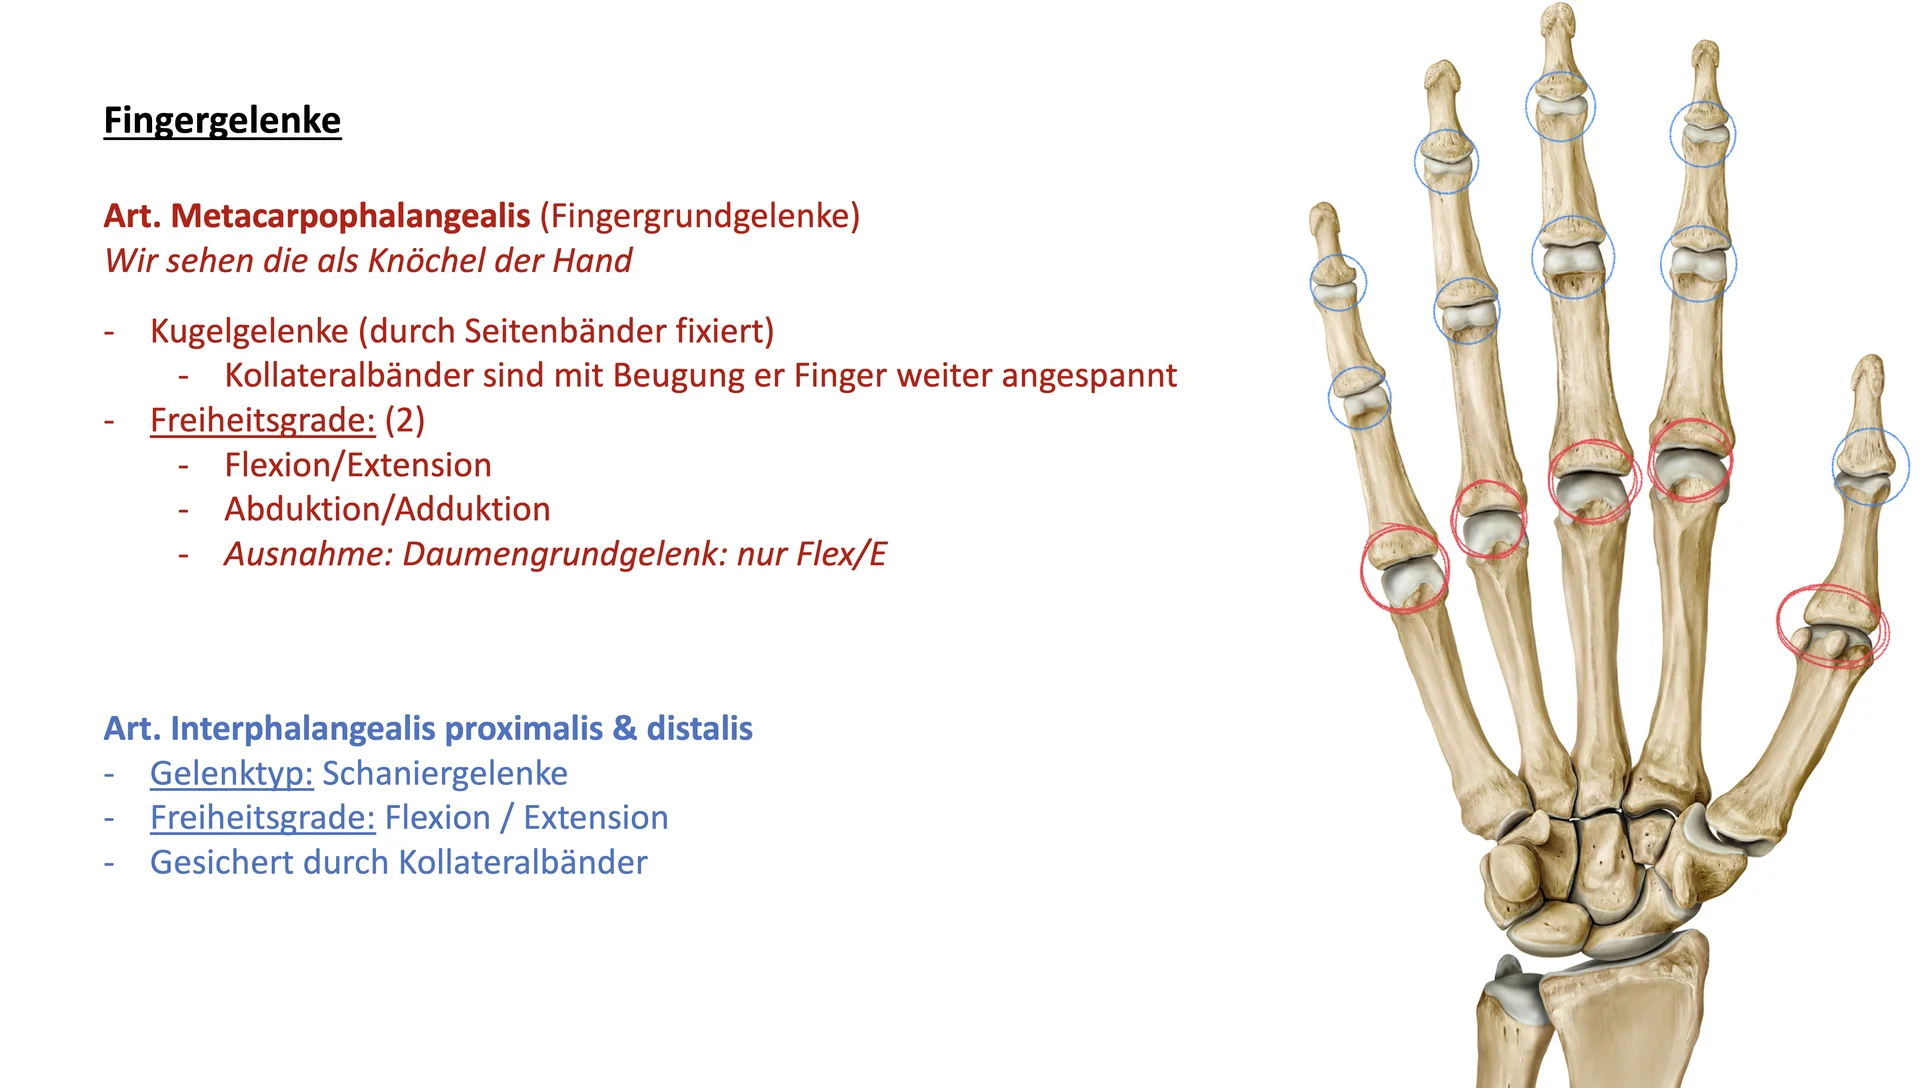 Fingergelenke
Art. Metacarpophalangealis (Fingergrundgelenke)
Wir sehen die als Knöchel der Hand
- Kugelgelenke (durch Seitenbänder fixiert)
- Kollateralbänder sind mit Beugung er Finger weiter angespannt
- Freiheitsgrade: (2)
- Flexion/Extension
- Abduktion/Adduktion
- Ausnahme: Daumengrundgelenk: nur Flex/E
Art. Interphalangealis proximalis & distalis
- Gelenktyp: Schaniergelenke
- Freiheitsgrade: Flexion / Extension
- Gesichert durch Kollateralbänder